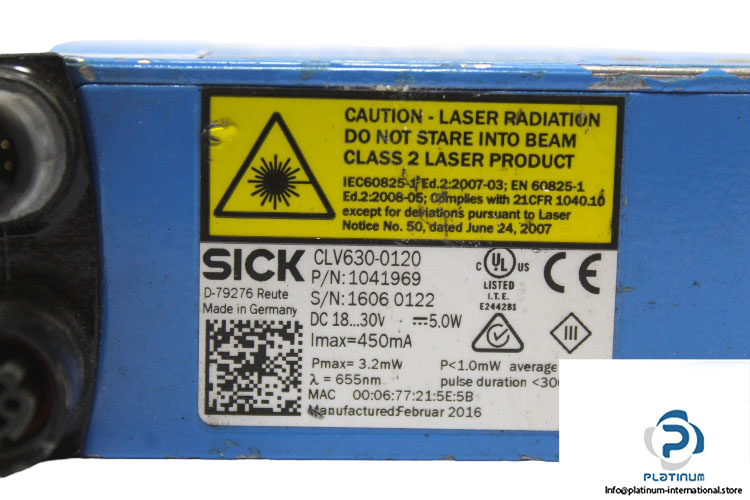 CAUTION - LASER RADIATION
DO NOT STARE INTO BEAM
CLASS 2 LASER PRODUCT
IEC60825-1 Ed.2:2007-03; EN 60825-1
Ed.2:2008-05; Complies with 21CFR 1040.10
except for deviations pursuant to Laser
Notice No. 50, dated June 24, 2007
SICK
D-79276 Reute
Made in Germany
CLV630-0120
P/N:1041969
S/N:1606 0122
DC 18...30V 5.0W
Imax=450mA
Pmax= 3.2mW
λ = 655nm
P<1.0mW average
pulse duration
MAC 00:06:77:21:5E:5B
Manufactured:Februar 2016
C UL US
LISTED
I.T.E.
E244281
CE
III
PLATINUM
Info@platinum-international.store